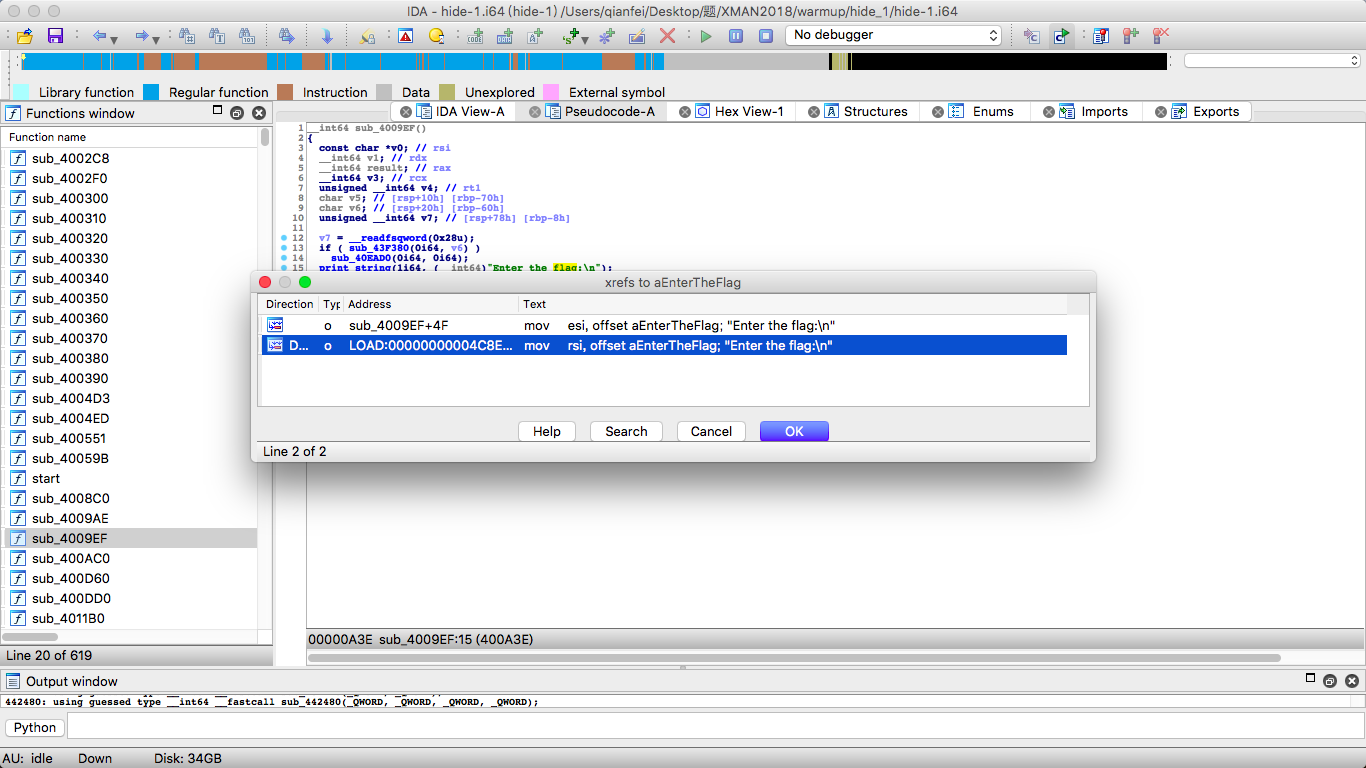 IDA - hide-1.i64 (hide-1) /Users/qianfei/Desktop/题/XMAN2018/warmup/hide_1/hide-1.i64
No debugger
Library function Regular function Instruction Data Unexplored External symbol
Functions window
IDA View-A Pseudocode-A Hex View-1 Structures Enums Imports Exports
Function name
sub_4002C8
sub_4002F0
sub_400300
sub_400310
sub_400320
sub_400330
sub_400340
sub_400350
sub_400360
sub_400370
sub_400380
sub_400390
sub_4004D3
sub_4004ED
sub_400551
sub_40059B
start
sub_4008C0
sub_4009AE
sub_4009EF
sub_400AC0
sub_400D60
sub_400DD0
sub_4011B0
Line 20 of 619
1 __int64 sub_4009EF()
2 {
3 const char *v0; // rsi
4 __int64 v1; // rdx
5 __int64 result; // rax
6 __int64 v3; // rcx
7 unsigned __int64 v4; // rt1
8 char v5; // [rsp+10h] [rbp-70h]
9 char v6; // [rsp+20h] [rbp-60h]
10 unsigned __int64 v7; // [rsp+78h] [rbp-8h]
11
12 v7 = __readfsqword(0x28u);
13 if ( sub_43F380(0i64, v6) )
14 sub_40EAD0(0i64, 0i64);
15 print_string(1i64, (__int64)"Enter the flag:\n");
xrefs to aEnterTheFlag
Direction Typ Address Text
o sub_4009EF+4F mov esi, offset aEnterTheFlag; "Enter the flag:\n"
D... o LOAD:00000000004C8E... mov rsi, offset aEnterTheFlag; "Enter the flag:\n"
Help Search Cancel OK
Line 2 of 2
00000A3E sub_4009EF:15 (400A3E)
Output window
442480: using guessed type __int64 __fastcall sub_442480(_QWORD, _QWORD, _QWORD, _QWORD);
Python
AU: idle Down Disk: 34GB